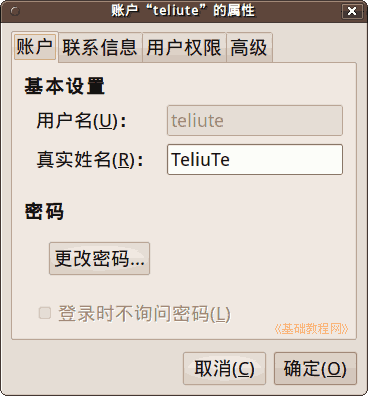 账户“teliute”的属性
账户 联系信息 用户权限 高级
基本设置
用户名(U)： teliute
真实姓名(R)： TeliuTe
密码
更改密码...
登录时不询问密码(L)
《基础教程网》
取消(C) 确定(O)